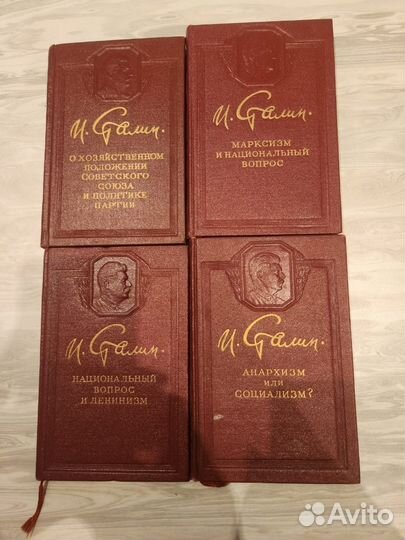 И. Сталин.
О ХОЗЯЙСТВЕННОМ
ПОЛОЖЕНИИ
СОВЕТСКОГО
СОЮЗА
И ПОЛИТИКЕ
ПАРТИИ
И. Сталин.
МАРКСИЗМ
И НАЦИОНАЛЬНЫЙ
ВОПРОС
И. Сталин.
НАЦИОНАЛЬНЫЙ
ВОПРОС
И ЛЕНИНИЗМ
И. Сталин.
АНАРХИЗМ
ИЛИ
СОЦИАЛИЗМ?
Avito